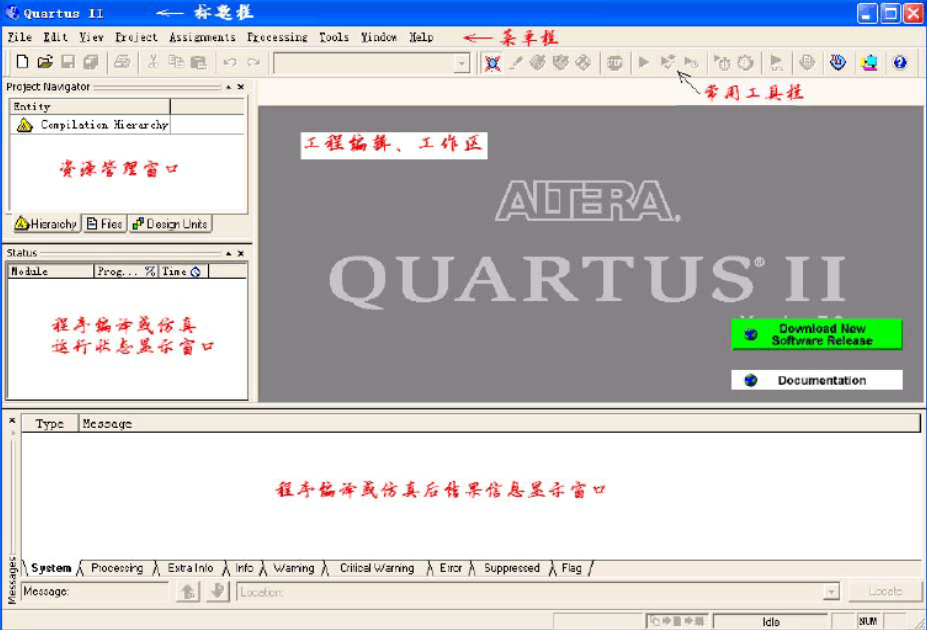 Quartus II
标题栏
File Edit View Project Assignments Processing Tools Window Help
菜单栏
常用工具栏
Project Navigator
Entity
Compilation Hierarchy
资源管理窗口
Hierarchy Files Design Units
工程编辑、工作区
ALTERA
QUARTUS® II
Download New
Software Release
Documentation
Status
Module Prog... % Time
程序编译或仿真
运行状态显示窗口
Type Message
程序编译或仿真后结果信息显示窗口
Messages
System Processing Extra Info Info Warning Critical Warning Error Suppressed Flag
Message: Location: Locate
Idle NUM